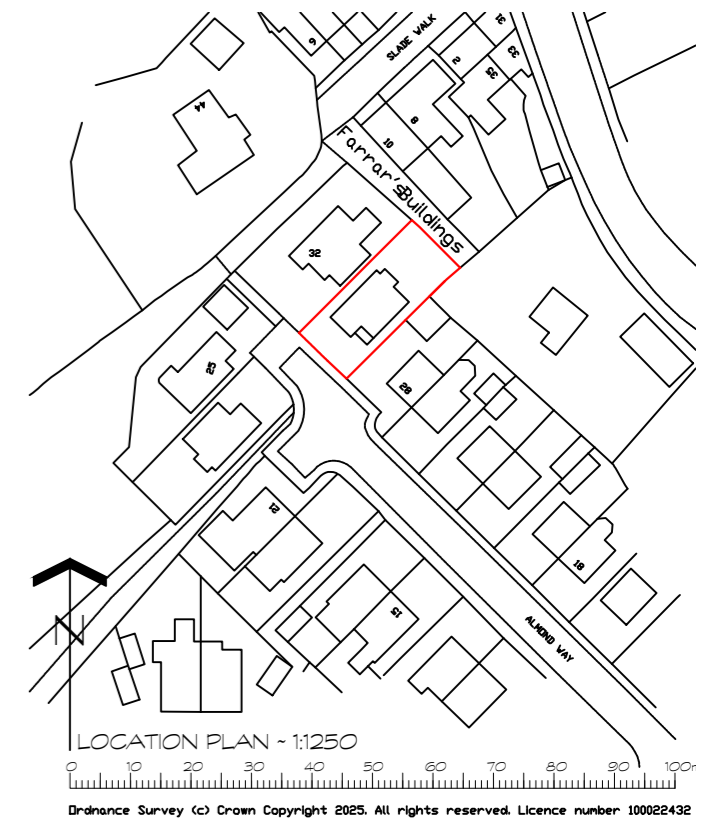 31
33
SLADE WALK
6
2
35
44
8
10
Farrar's Buildings
32
25
28
21
18
15
ALMOND WAY
N
LOCATION PLAN ~ 1:1250
0 10 20 30 40 50 60 70 80 90 100m
Ordnance Survey (c) Crown Copyright 2025. All rights reserved. Licence number 100022432